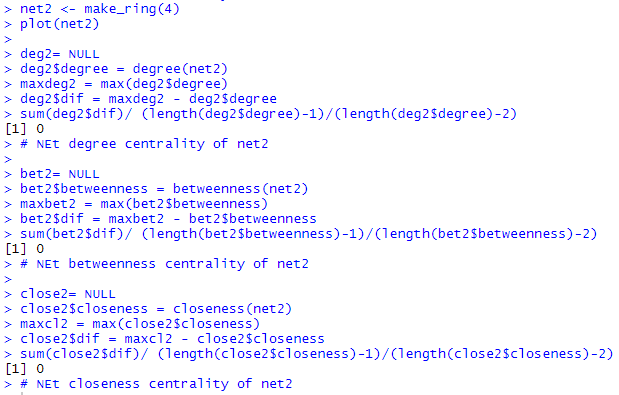 > net2 <- make_ring(4)
> plot(net2)
>
> deg2= NULL
> deg2$degree = degree(net2)
> maxdeg2 = max(deg2$degree)
> deg2$dif = maxdeg2 - deg2$degree
> sum(deg2$dif)/ (length(deg2$degree)-1)/(length(deg2$degree)-2)
[1] 0
> # NEt degree centrality of net2
>
> bet2= NULL
> bet2$betweenness = betweenness(net2)
> maxbet2 = max(bet2$betweenness)
> bet2$dif = maxbet2 - bet2$betweenness
> sum(bet2$dif)/ (length(bet2$betweenness)-1)/(length(bet2$betweenness)-2)
[1] 0
> # NEt betweenness centrality of net2
>
> close2= NULL
> close2$closeness = closeness(net2)
> maxcl2 = max(close2$closeness)
> close2$dif = maxcl2 - close2$closeness
> sum(close2$dif)/ (length(close2$closeness)-1)/(length(close2$closeness)-2)
[1] 0
> # NEt closeness centrality of net2